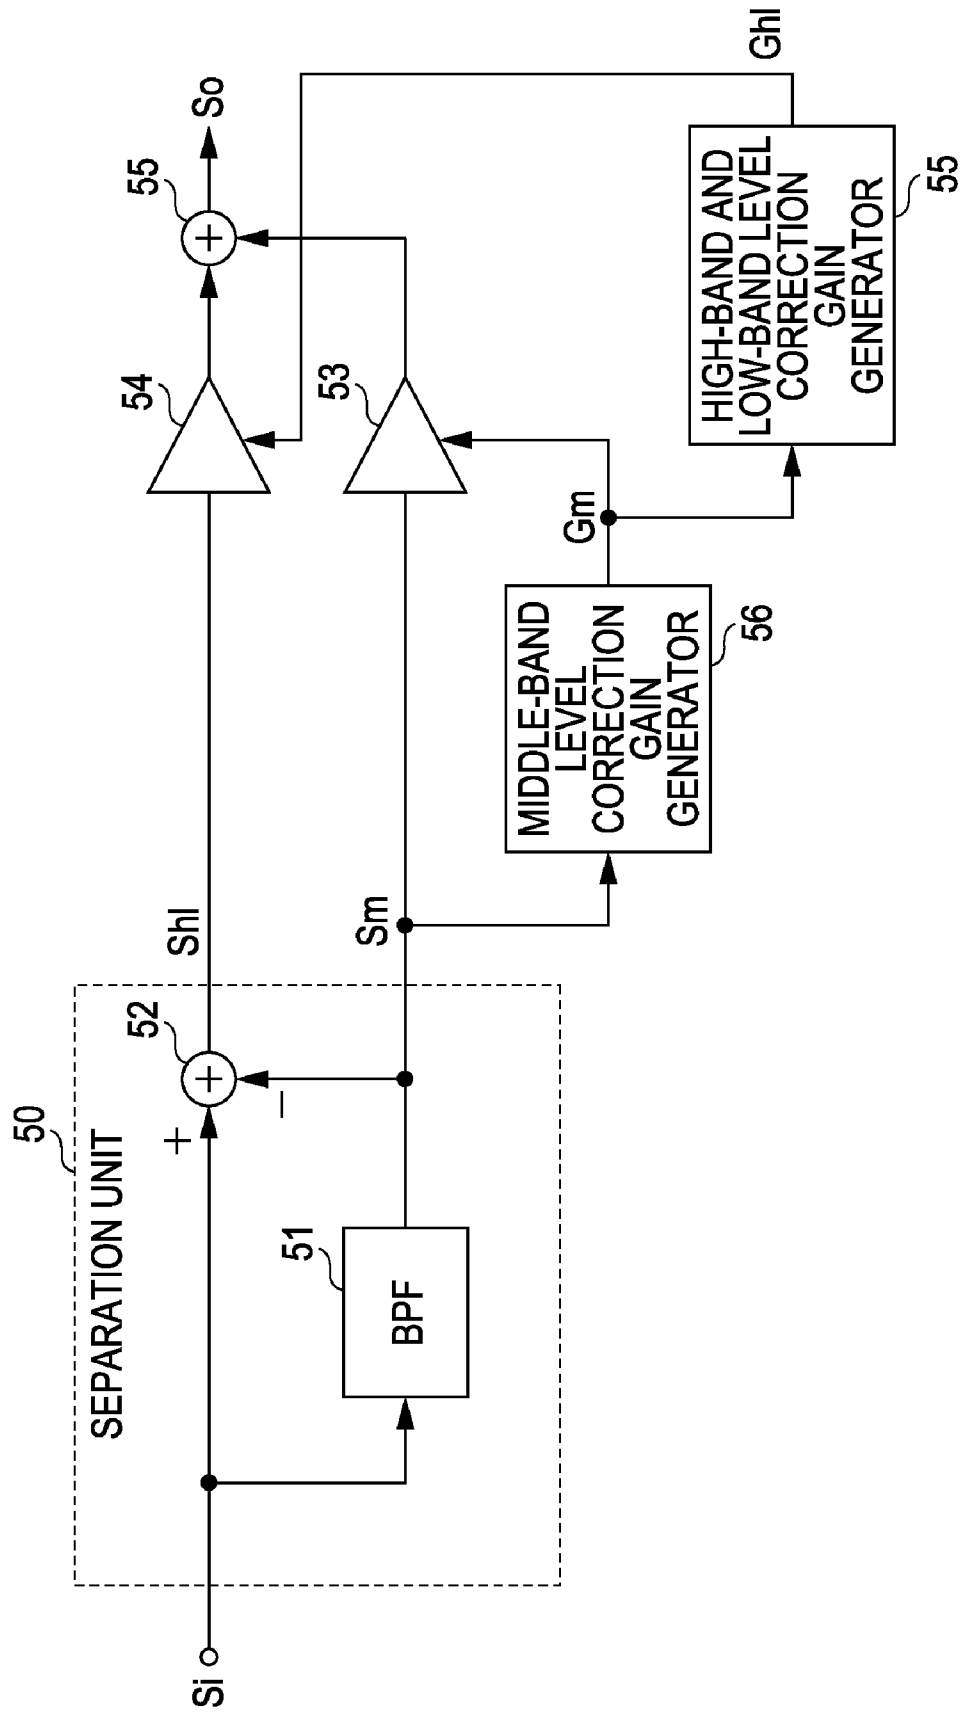 50
SEPARATION UNIT
Si
+
51
BPF
52
+
−
Shl
Sm
54
53
55
+
So
MIDDLE-BAND
LEVEL
CORRECTION
GAIN
GENERATOR
56
Gm
HIGH-BAND AND
LOW-BAND LEVEL
CORRECTION
GAIN
GENERATOR
55
Ghl